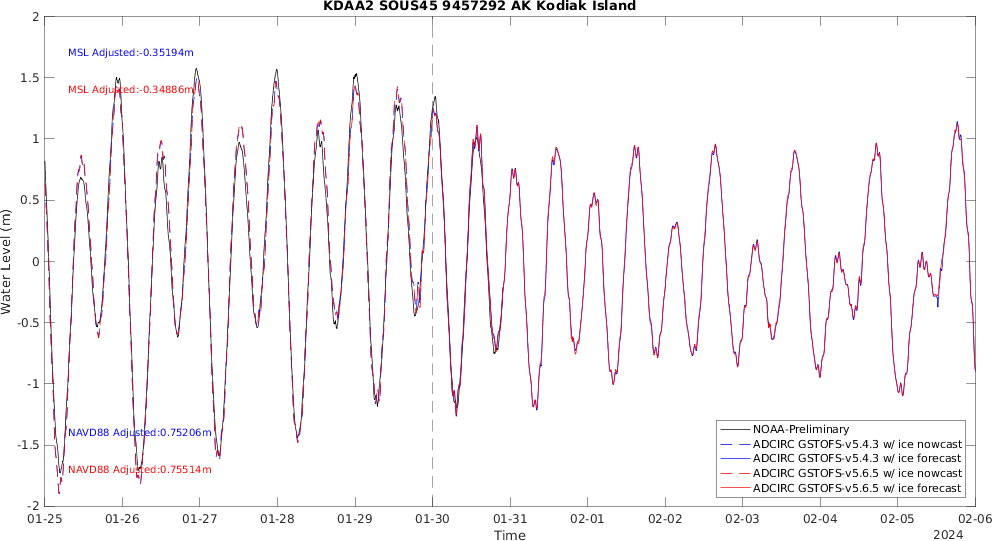 KDAA2 SOUS45 9457292 AK Kodiak Island
2
1.5
1
0.5
0
-0.5
-1
-1.5
-2
Water Level (m)
MSL Adjusted:-0.35194m
MSL Adjusted:-0.34886m
NAVD88 Adjusted:0.75206m
NAVD88 Adjusted:0.75514m
NOAA-Preliminary
ADCIRC GSTOFS-v5.4.3 w/ ice nowcast
ADCIRC GSTOFS-v5.4.3 w/ ice forecast
ADCIRC GSTOFS-v5.6.5 w/ ice nowcast
ADCIRC GSTOFS-v5.6.5 w/ ice forecast
01-25 01-26 01-27 01-28 01-29 01-30 01-31 02-01 02-02 02-03 02-04 02-05 02-06
Time
2024